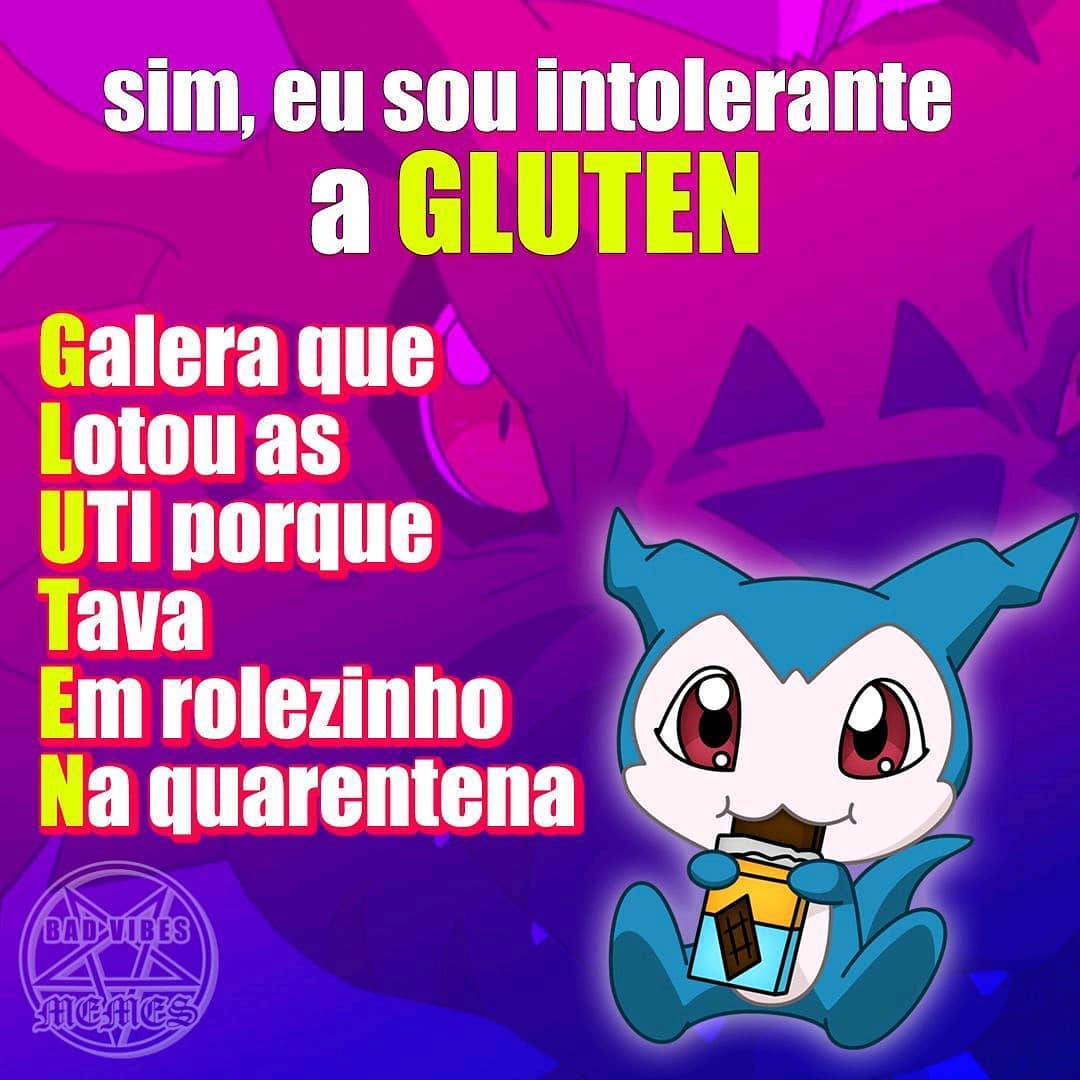 sim, eu sou intolerante
a GLUTEN
Galera que
Lotou as
UTI porque
Tava
Em rolezinho
Na quarentena
BAD VIBES
MEMES